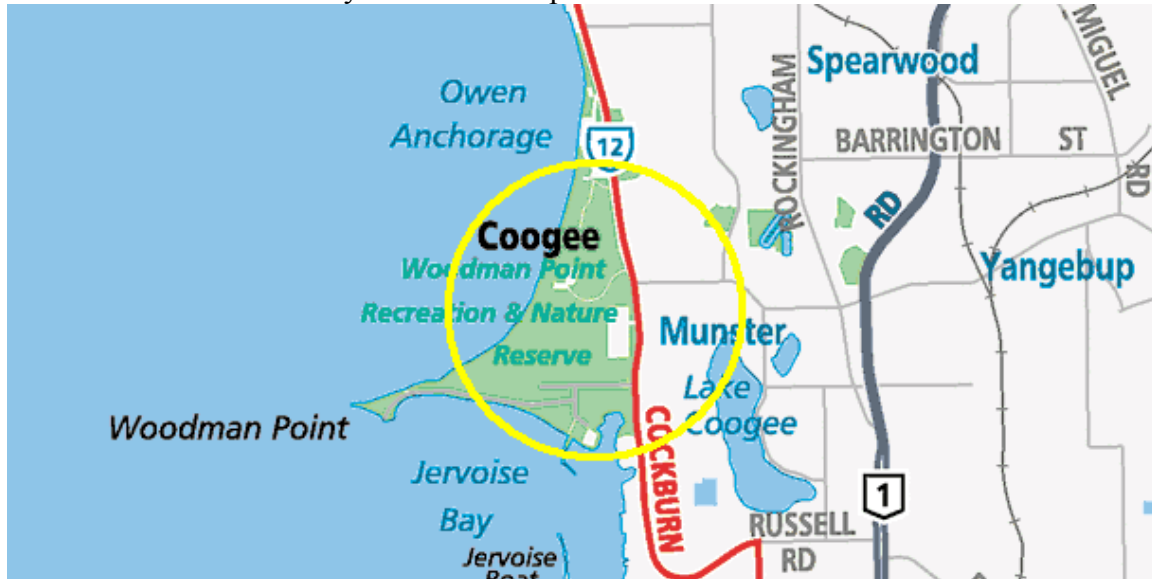 Owen
Anchorage
12
Spearwood
MIGUEL
RD
ROCKINGHAM
BARRINGTON ST
RD
Coogee
Woodman Point
Recreation & Nature
Reserve
Yangebup
Munster
Lake
Coogee
Woodman Point
COCKBURN
Jervoise
Bay
1
RUSSELL
RD
Jervoise
Boat